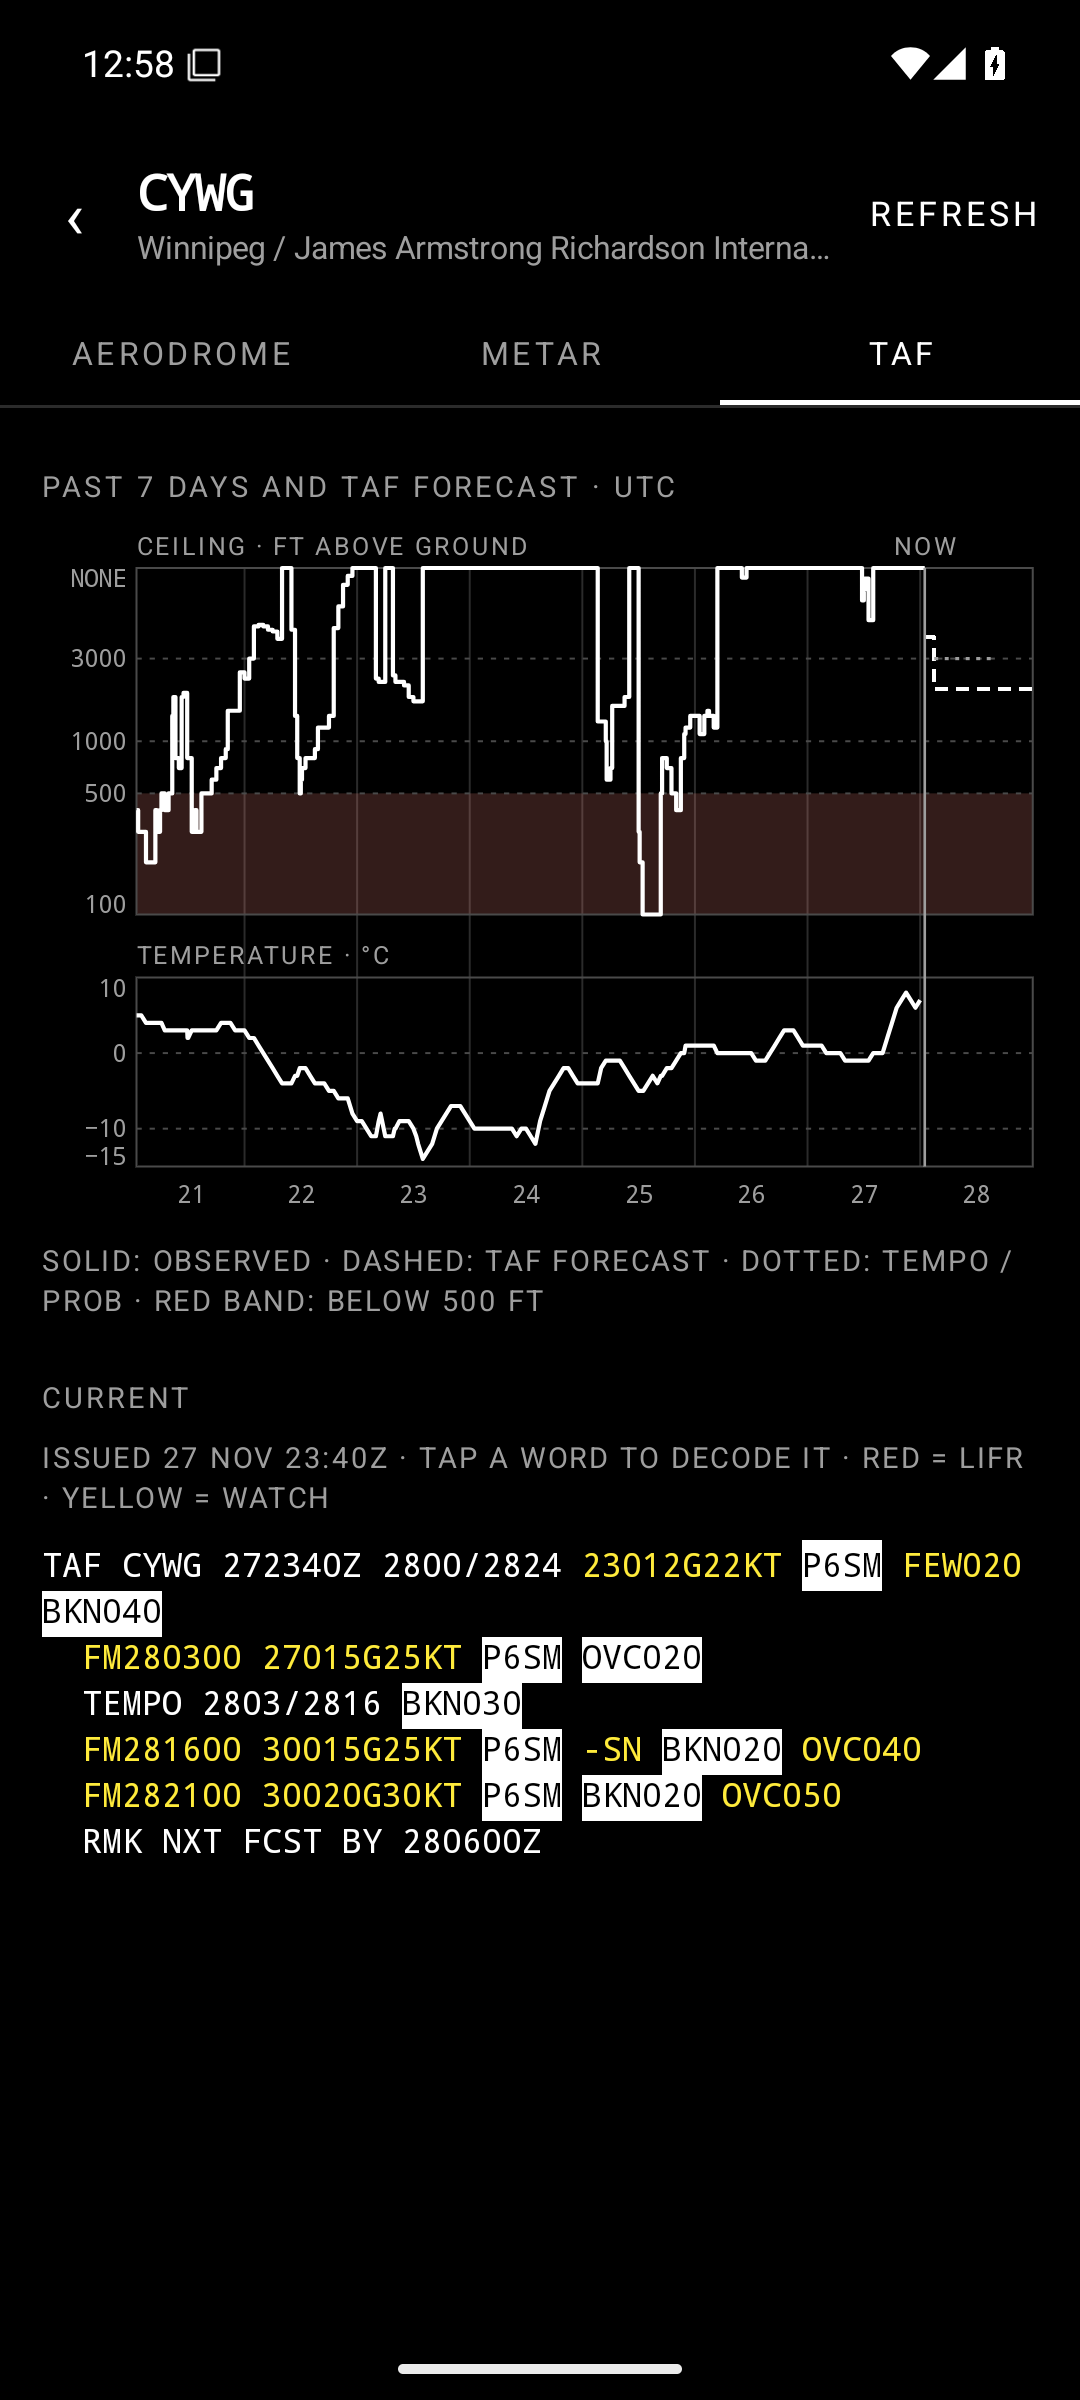 12:58
CYWG
REFRESH
Winnipeg / James Armstrong Richardson Interna…
AERODROME METAR TAF
PAST 7 DAYS AND TAF FORECAST · UTC
CEILING · FT ABOVE GROUND NOW
NONE
3000
1000
500
100
TEMPERATURE · °C
10
0
−10
−15
21 22 23 24 25 26 27 28
SOLID: OBSERVED · DASHED: TAF FORECAST · DOTTED: TEMPO /
PROB · RED BAND: BELOW 500 FT
CURRENT
ISSUED 27 NOV 23:40Z · TAP A WORD TO DECODE IT · RED = LIFR
· YELLOW = WATCH
TAF CYWG 272340Z 2800/2824 23012G22KT P6SM FEW020
BKN040
FM280300 27015G25KT P6SM OVC020
TEMPO 2803/2816 BKN030
FM281600 30015G25KT P6SM -SN BKN020 OVC040
FM282100 30020G30KT P6SM BKN020 OVC050
RMK NXT FCST BY 280600Z